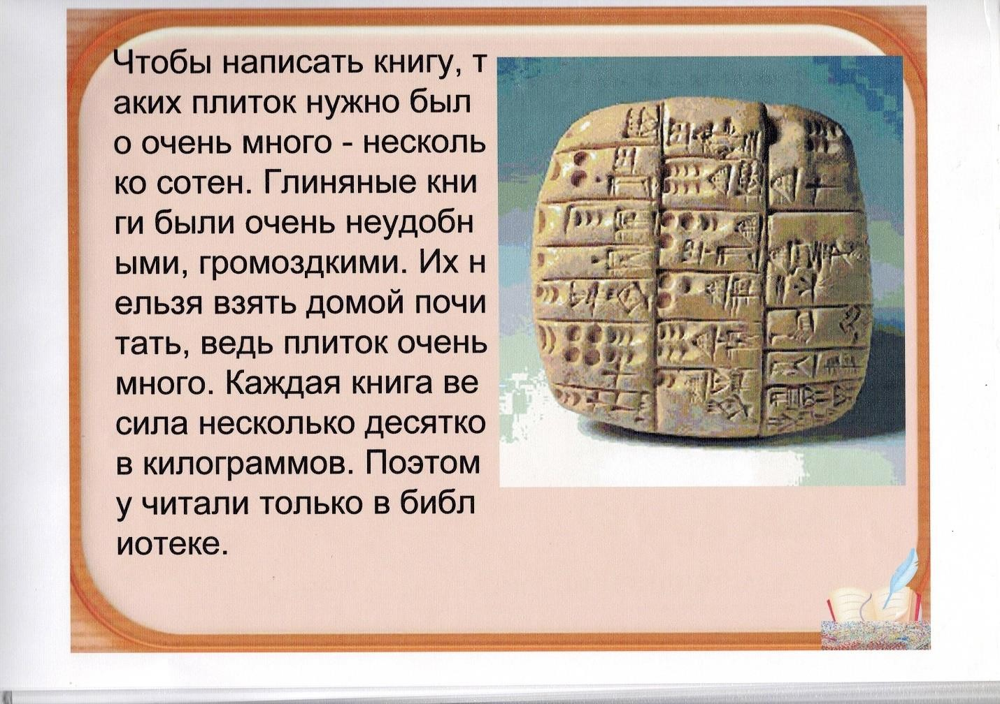 Чтобы написать книгу, т
аких плиток нужно был
о очень много - несколь
ко сотен. Глиняные кни
ги были очень неудобн
ыми, громоздкими. Их н
ельзя взять домой почи
тать, ведь плиток очень
много. Каждая книга ве
сила несколько десятко
в килограммов. Поэтом
у читали только в библ
иотеке.